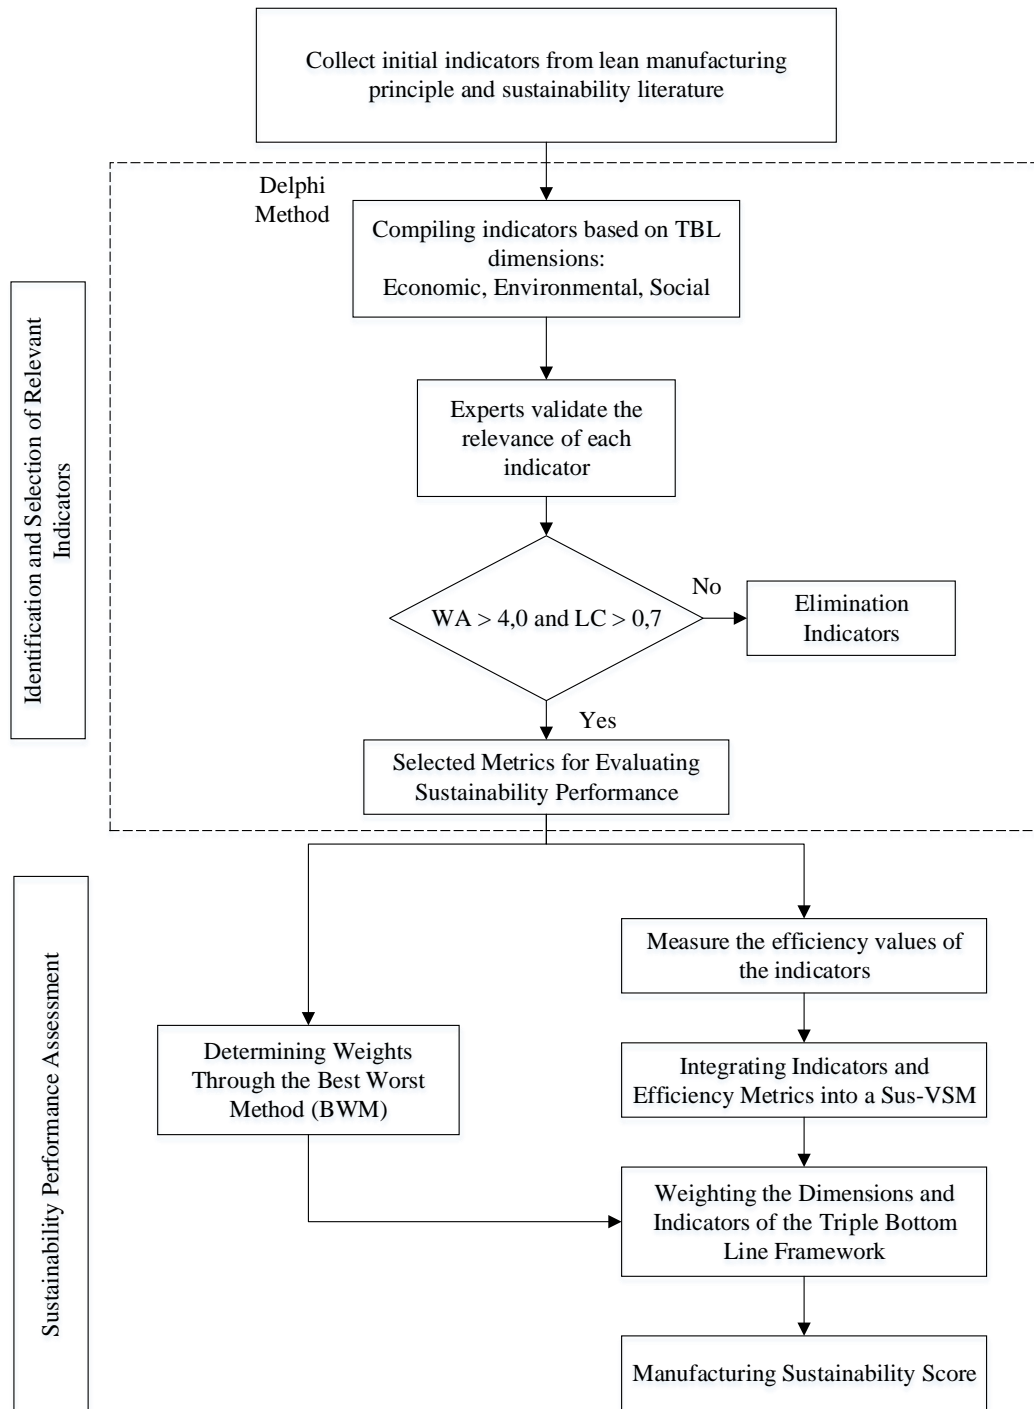 Collect initial indicators from lean manufacturing
principle and sustainability literature
Delphi
Method
Compiling indicators based on TBL
dimensions:
Economic, Environmental, Social
Identification and Selection of Relevant
Indicators
Experts validate the
relevance of each
indicator
WA > 4,0 and LC > 0,7
No
Elimination
Indicators
Yes
Selected Metrics for Evaluating
Sustainability Performance
Sustainability Performance Assessment
Measure the efficiency values of
the indicators
Determining Weights
Through the Best Worst
Method (BWM)
Integrating Indicators and
Efficiency Metrics into a Sus-VSM
Weighting the Dimensions and
Indicators of the Triple Bottom
Line Framework
Manufacturing Sustainability Score